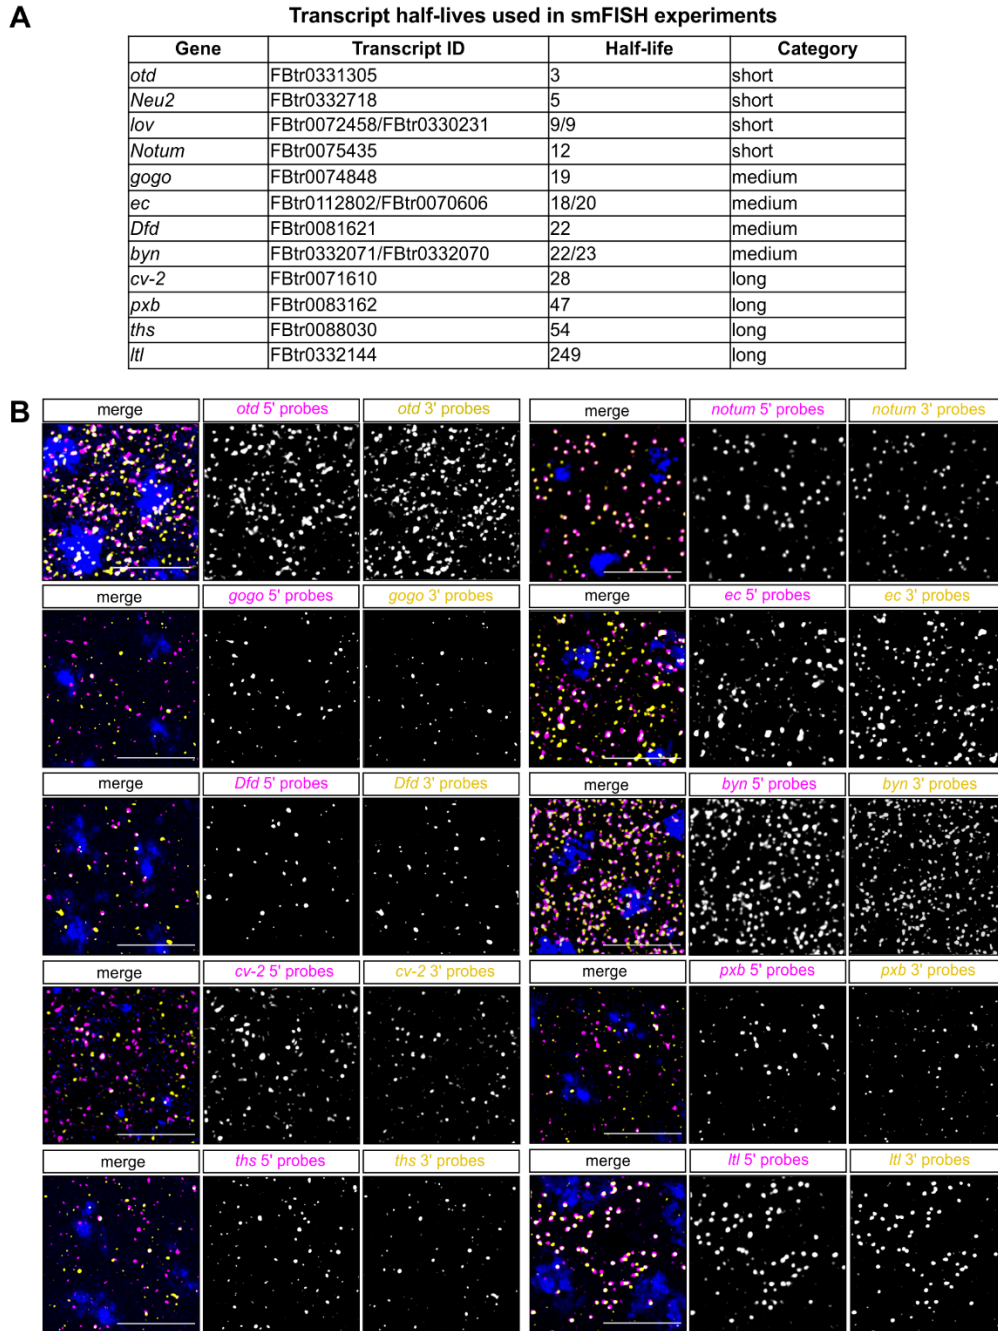 A
Transcript half-lives used in smFISH experiments
Gene Transcript ID Half-life Category
otd FBtr0331305 3 short
Neu2 FBtr0332718 5 short
lov FBtr0072458/FBtr0330231 9/9 short
Notum FBtr0075435 12 short
gogo FBtr0074848 19 medium
ec FBtr0112802/FBtr0070606 18/20 medium
Dfd FBtr0081621 22 medium
byn FBtr0332071/FBtr0332070 22/23 medium
cv-2 FBtr0071610 28 long
pxb FBtr0083162 47 long
ths FBtr0088030 54 long
ltl FBtr0332144 249 long
B
merge otd 5' probes otd 3' probes merge notum 5' probes notum 3' probes
merge gogo 5' probes gogo 3' probes merge ec 5' probes ec 3' probes
merge Dfd 5' probes Dfd 3' probes merge byn 5' probes byn 3' probes
merge cv-2 5' probes cv-2 3' probes merge pxb 5' probes pxb 3' probes
merge ths 5' probes ths 3' probes merge ltl 5' probes ltl 3' probes